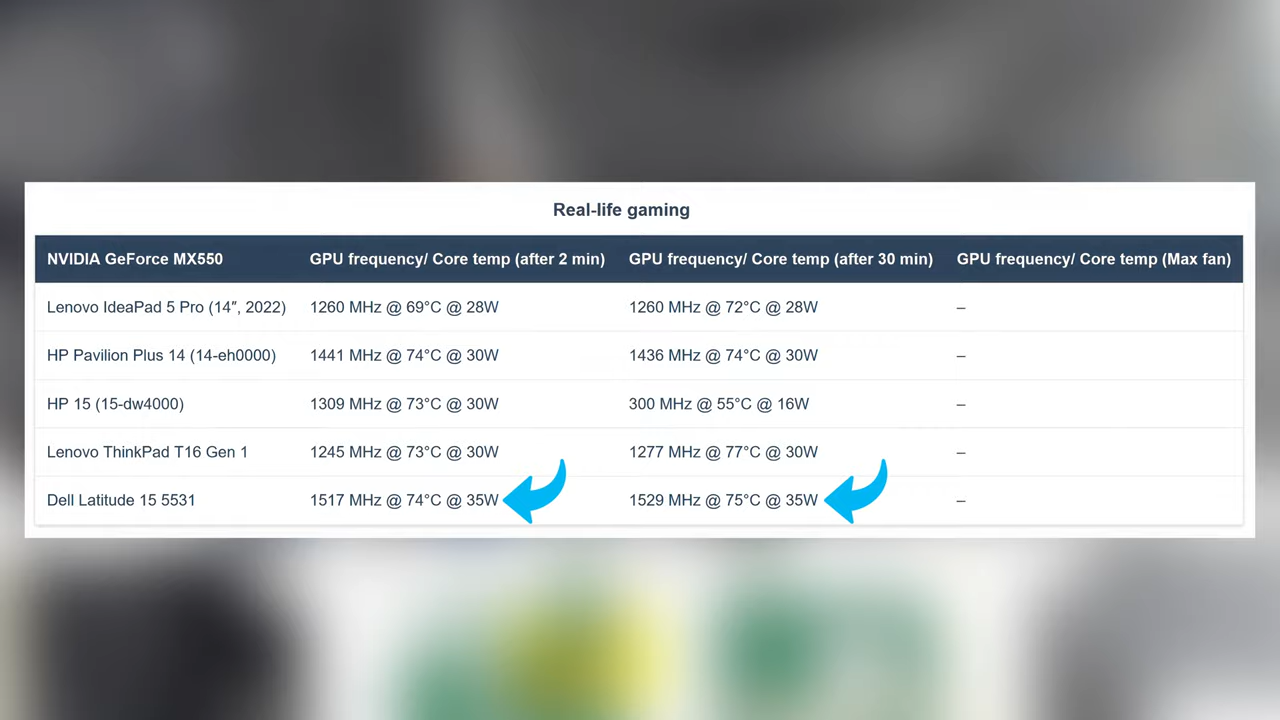 Real-life gaming
NVIDIA GeForce MX550 GPU frequency/ Core temp (after 2 min) GPU frequency/ Core temp (after 30 min) GPU frequency/ Core temp (Max fan)
Lenovo IdeaPad 5 Pro (14″, 2022) 1260 MHz @ 69°C @ 28W 1260 MHz @ 72°C @ 28W –
HP Pavilion Plus 14 (14-eh0000) 1441 MHz @ 74°C @ 30W 1436 MHz @ 74°C @ 30W –
HP 15 (15-dw4000) 1309 MHz @ 73°C @ 30W 300 MHz @ 55°C @ 16W –
Lenovo ThinkPad T16 Gen 1 1245 MHz @ 73°C @ 30W 1277 MHz @ 77°C @ 30W –
Dell Latitude 15 5531 1517 MHz @ 74°C @ 35W 1529 MHz @ 75°C @ 35W –